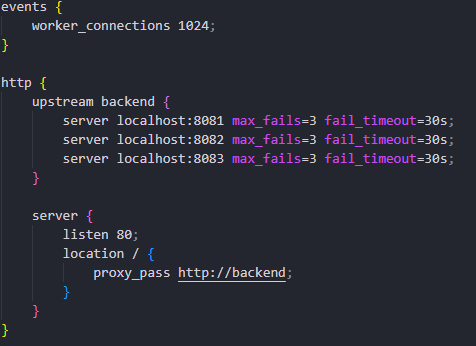 events {
    worker_connections 1024;
}

http {
    upstream backend {
        server localhost:8081 max_fails=3 fail_timeout=30s;
        server localhost:8082 max_fails=3 fail_timeout=30s;
        server localhost:8083 max_fails=3 fail_timeout=30s;
    }

    server {
        listen 80;
        location / {
            proxy_pass http://backend;
        }
    }
}